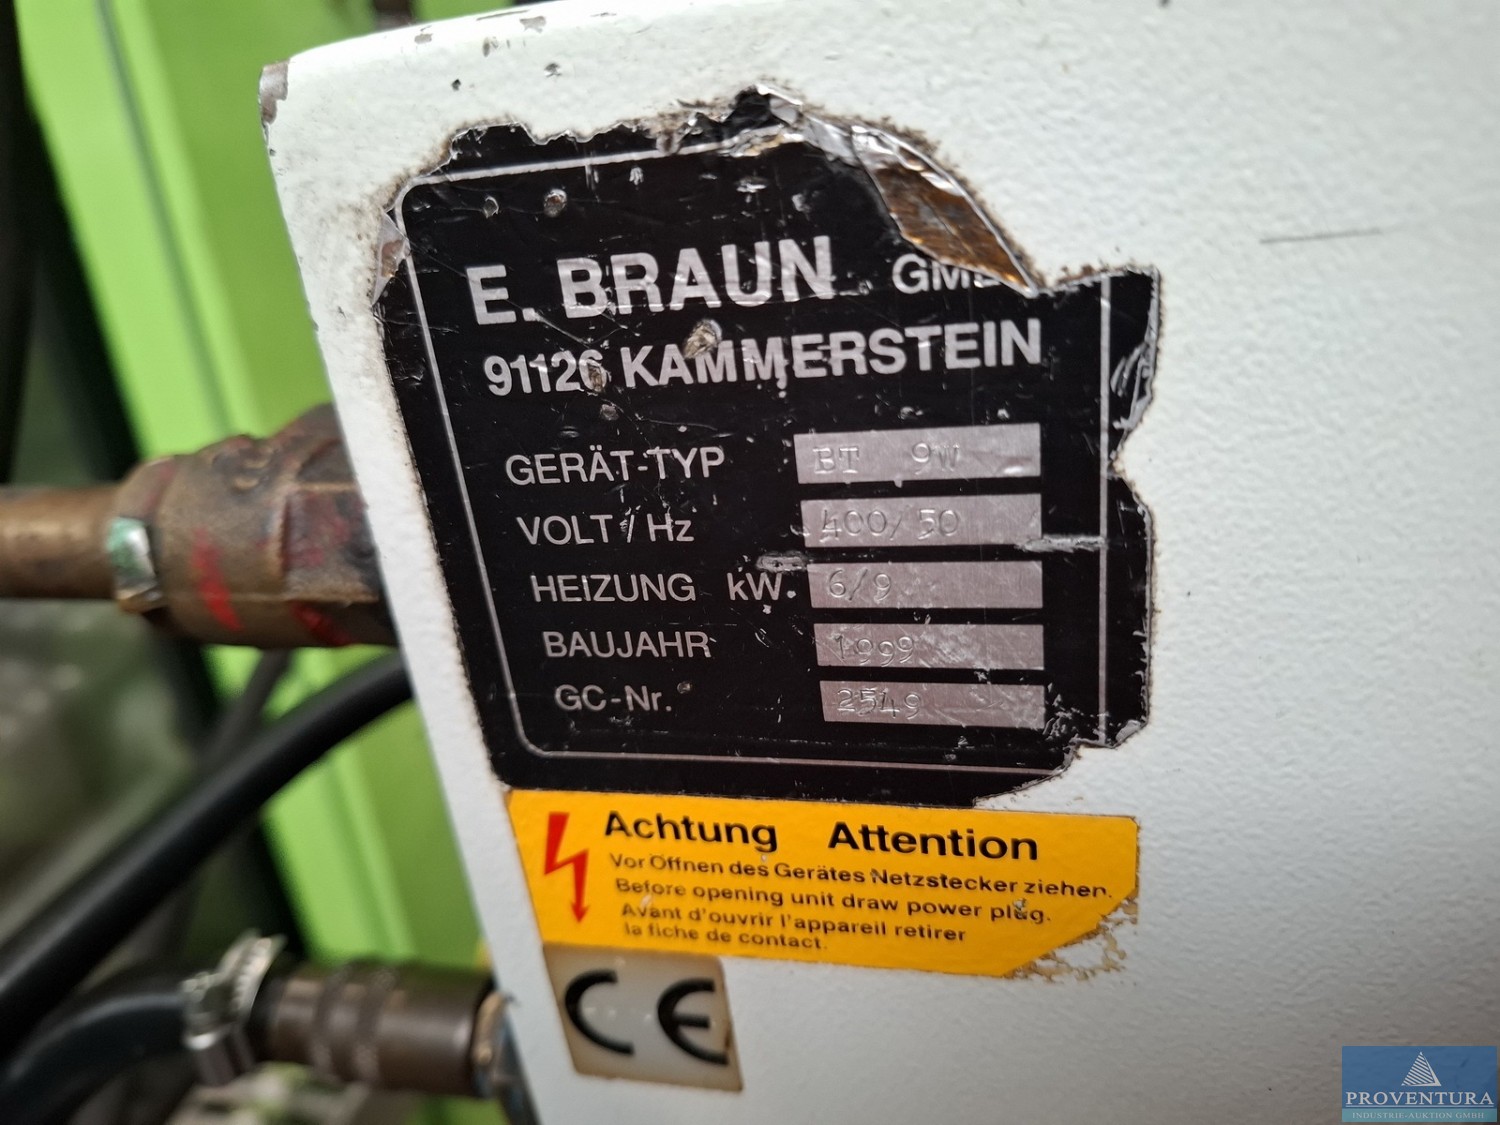 E. BRAUN
91126 KAMMERSTEIN
GERÄT-TYP BT 9W
VOLT / Hz 400/50
HEIZUNG kW. 6/9
BAUJAHR 1999
GC-Nr. 2549
Achtung Attention
Vor Öffnen des Gerätes Netzstecker ziehen.
Before opening unit draw power plug.
Avant d'ouvrir l'appareil retirer
la fiche de contact.
CE
PROVENTURA
INDUSTRIE-AUKTION GMBH